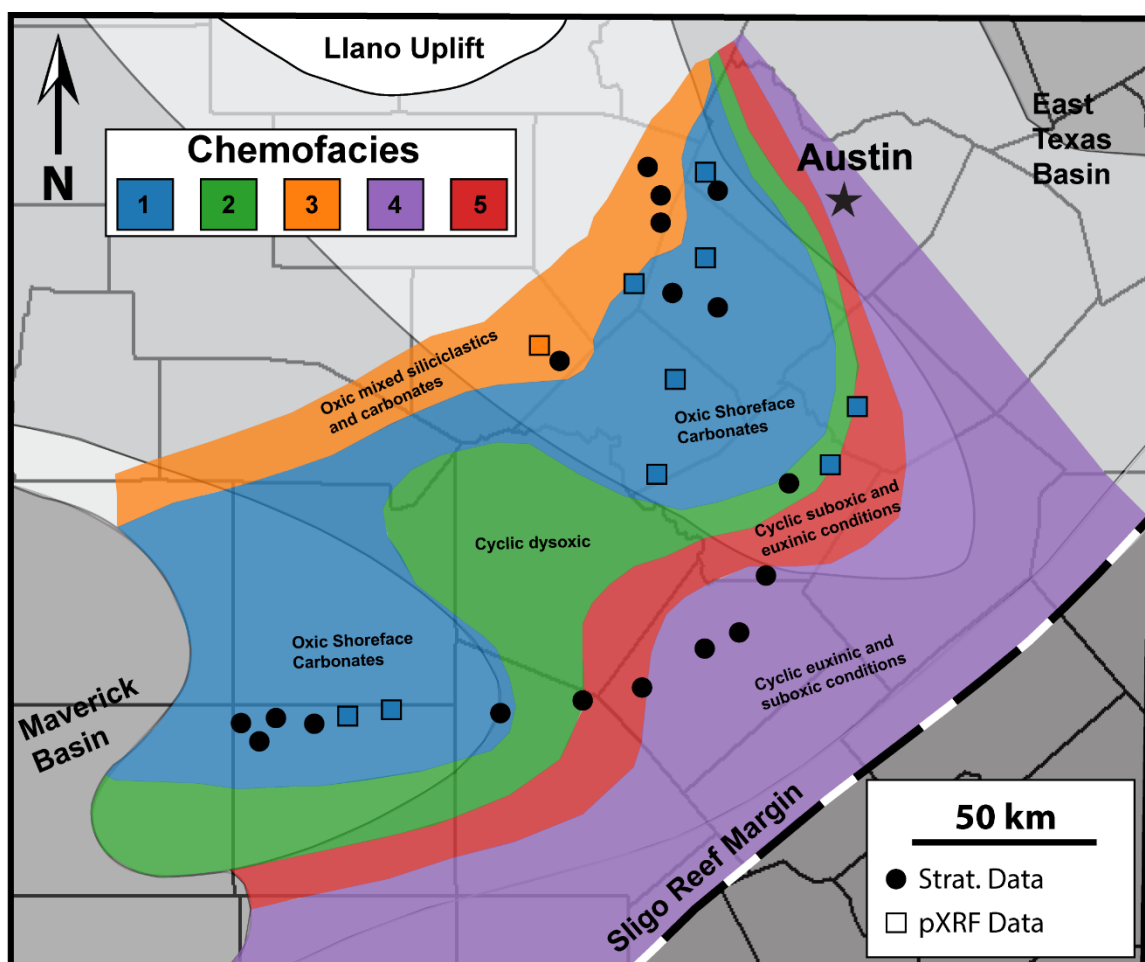 Llano Uplift
N
Chemofacies
1 2 3 4 5
East
Texas
Basin
Austin
Oxic mixed siliciclastics
and carbonates
Oxic Shoreface
Carbonates
Cyclic dysoxic
Cyclic suboxic and
euxinic conditions
Oxic Shoreface
Carbonates
Cyclic euxinic and
suboxic conditions
Maverick
Basin
Sligo Reef Margin
50 km
Strat. Data
pXRF Data